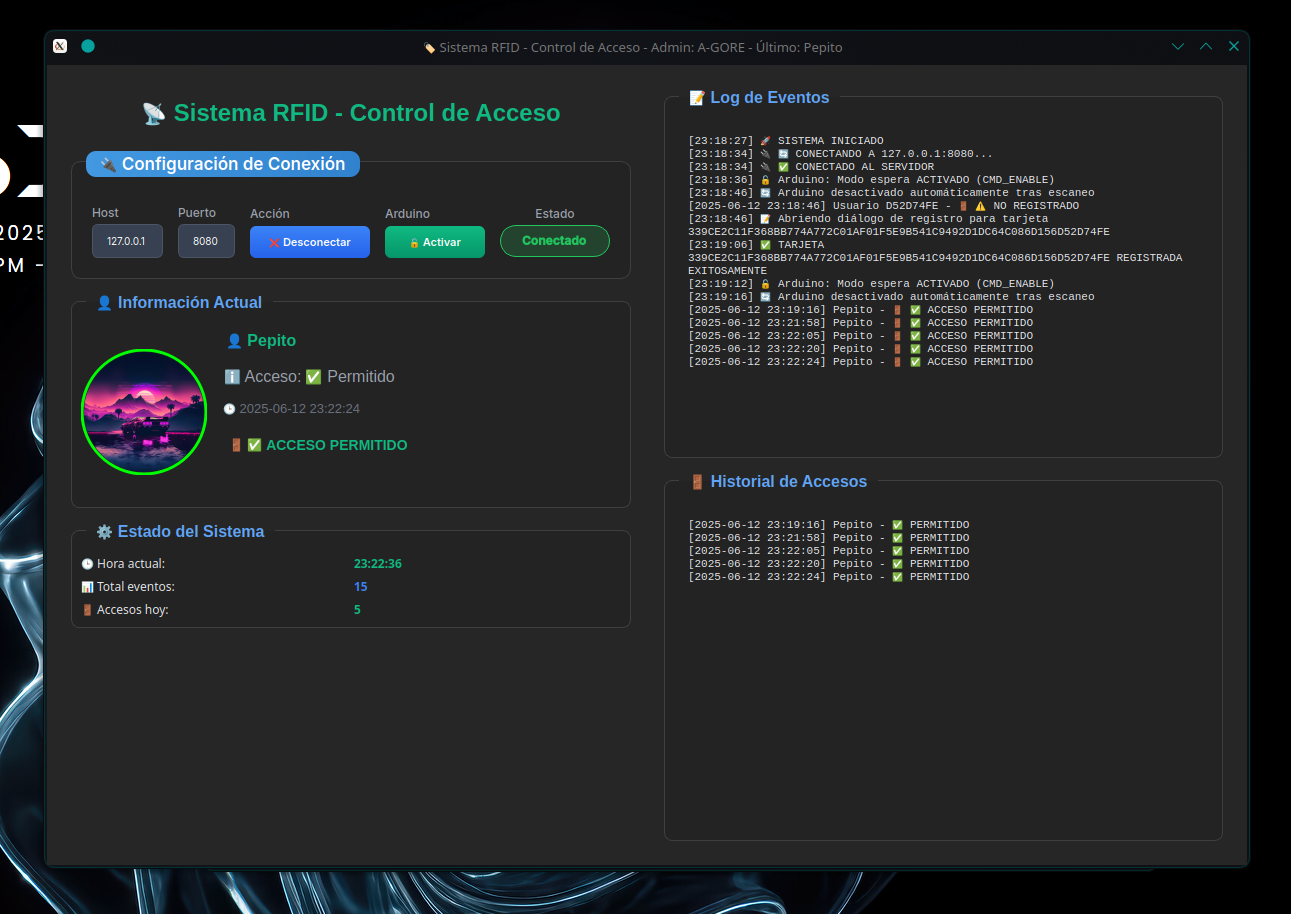 🏷️ Sistema RFID - Control de Acceso - Admin: A-GORE - Último: Pepito
2025
PM -
📡 Sistema RFID - Control de Acceso
🔌 Configuración de Conexión
Host Puerto Acción Arduino Estado
127.0.0.1 8080 ❌ Desconectar 🔓 Activar Conectado
👤 Información Actual
👤 Pepito
ℹ️ Acceso: ✅ Permitido
🕒 2025-06-12 23:22:24
🚪 ✅ ACCESO PERMITIDO
⚙️ Estado del Sistema
🕒 Hora actual: 23:22:36
📊 Total eventos: 15
🚪 Accesos hoy: 5
📝 Log de Eventos
[23:18:27] 🚀 SISTEMA INICIADO
[23:18:34] 🔌 🔄 CONECTANDO A 127.0.0.1:8080...
[23:18:34] 🔌 ✅ CONECTADO AL SERVIDOR
[23:18:36] 🔓 Arduino: Modo espera ACTIVADO (CMD_ENABLE)
[23:18:46] 🔄 Arduino desactivado automáticamente tras escaneo
[2025-06-12 23:18:46] Usuario D52D74FE - 🚪 ⚠️ NO REGISTRADO
[23:18:46] 📝 Abriendo diálogo de registro para tarjeta
339CE2C11F368BB774A772C01AF01F5E9B541C9492D1DC64C086D156D52D74FE
[23:19:06] ✅ TARJETA
339CE2C11F368BB774A772C01AF01F5E9B541C9492D1DC64C086D156D52D74FE REGISTRADA
EXITOSAMENTE
[23:19:12] 🔓 Arduino: Modo espera ACTIVADO (CMD_ENABLE)
[23:19:16] 🔄 Arduino desactivado automáticamente tras escaneo
[2025-06-12 23:19:16] Pepito - 🚪 ✅ ACCESO PERMITIDO
[2025-06-12 23:21:58] Pepito - 🚪 ✅ ACCESO PERMITIDO
[2025-06-12 23:22:05] Pepito - 🚪 ✅ ACCESO PERMITIDO
[2025-06-12 23:22:20] Pepito - 🚪 ✅ ACCESO PERMITIDO
[2025-06-12 23:22:24] Pepito - 🚪 ✅ ACCESO PERMITIDO
🚪 Historial de Accesos
[2025-06-12 23:19:16] Pepito - ✅ PERMITIDO
[2025-06-12 23:21:58] Pepito - ✅ PERMITIDO
[2025-06-12 23:22:05] Pepito - ✅ PERMITIDO
[2025-06-12 23:22:20] Pepito - ✅ PERMITIDO
[2025-06-12 23:22:24] Pepito - ✅ PERMITIDO